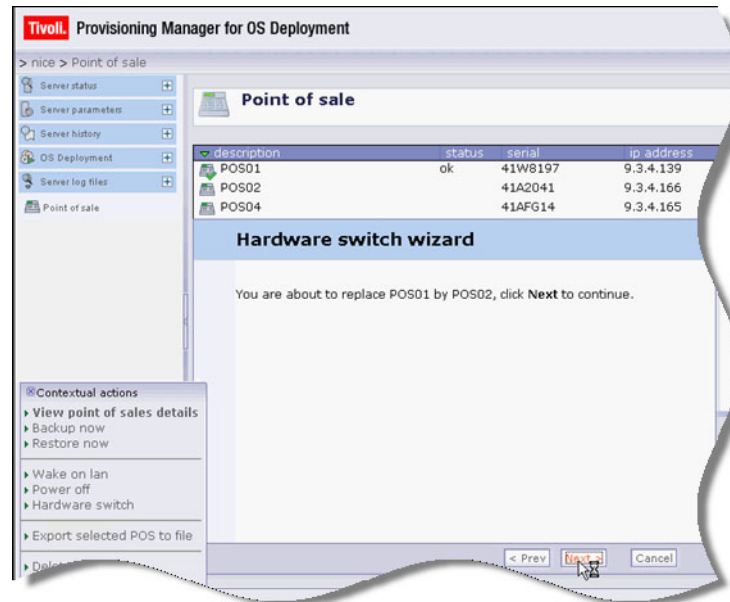 Tivoli. Provisioning Manager for OS Deployment
> nice > Point of sale
Server status
Server parameters
Server history
OS Deployment
Server log files
Point of sale
Point of sale
description status serial ip address
POS01 ok 41W8197 9.3.4.139
POS02 41A2041 9.3.4.166
POS04 41AFG14 9.3.4.165
Hardware switch wizard
You are about to replace POS01 by POS02, click Next to continue.
Contextual actions
View point of sales details
Backup now
Restore now
Wake on lan
Power off
Hardware switch
Export selected POS to file
< Prev Next > Cancel